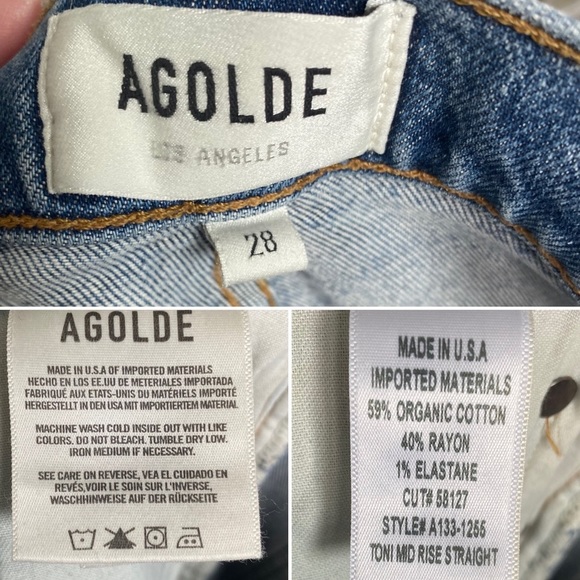 AGOLDE
LOS ANGELES
28
AGOLDE
MADE IN U.S.A OF IMPORTED MATERIALS
HECHO EN LOS EE.UU DE METERIALES IMPORTADA
FABRIQUÉ AUX ETATS-UNIS DU MATÉRIELS IMPORTÉ
HERGESTELLT IN DEN USA MIT IMPORTIERTEM MATERIAL
MACHINE WASH COLD INSIDE OUT WITH LIKE
COLORS. DO NOT BLEACH. TUMBLE DRY LOW.
IRON MEDIUM IF NECESSARY.
SEE CARE ON REVERSE, VEA EL CUIDADO EN
REVÉS,VOIR LE SOIN SUR L'INVERSE,
WASCHHINWEISE AUF DER RÜCKSEITE
MADE IN U.S.A
IMPORTED MATERIALS
59% ORGANIC COTTON
40% RAYON
1% ELASTANE
CUT# 58127
STYLE# A133-1255
TONI MID RISE STRAIGHT